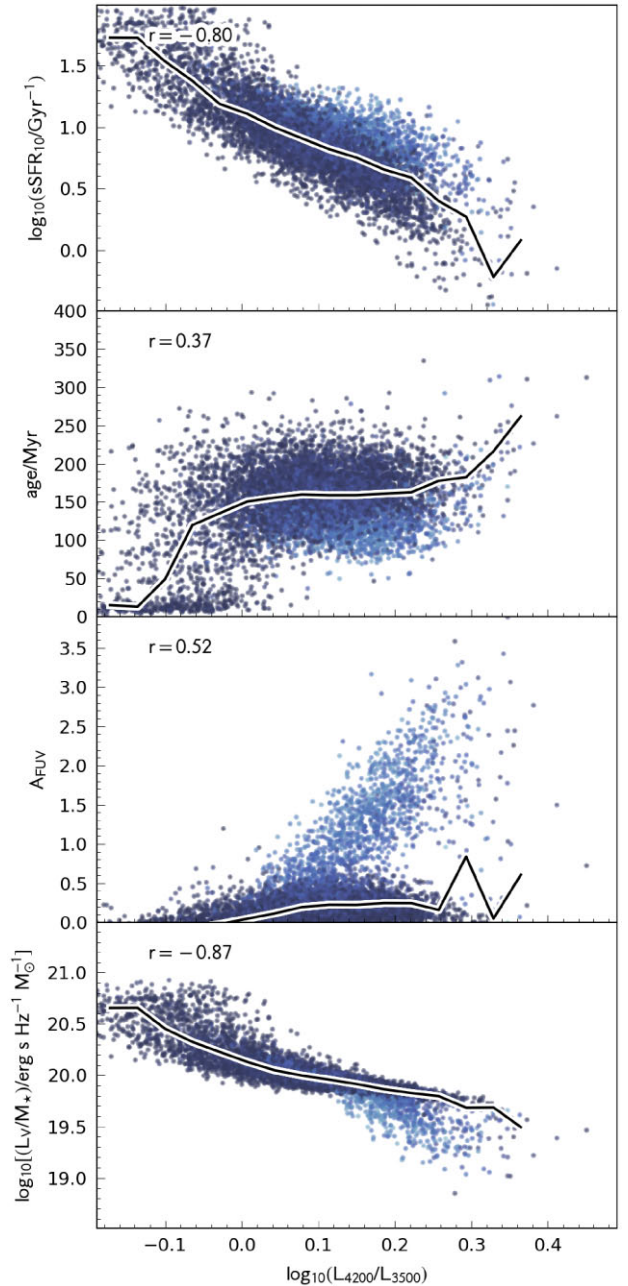 r = −0.80
log₁₀(sSFR₁₀/Gyr⁻¹)
1.5
1.0
0.5
0.0
r = 0.37
age/Myr
400
350
300
250
200
150
100
50
0
r = 0.52
A_FUV
3.5
3.0
2.5
2.0
1.5
1.0
0.5
0.0
r = −0.87
log₁₀[(L_V/M⋆)/erg s Hz⁻¹ M⊙⁻¹]
21.0
20.5
20.0
19.5
19.0
−0.1 0.0 0.1 0.2 0.3 0.4
log₁₀(L₄₂₀₀/L₃₅₀₀)